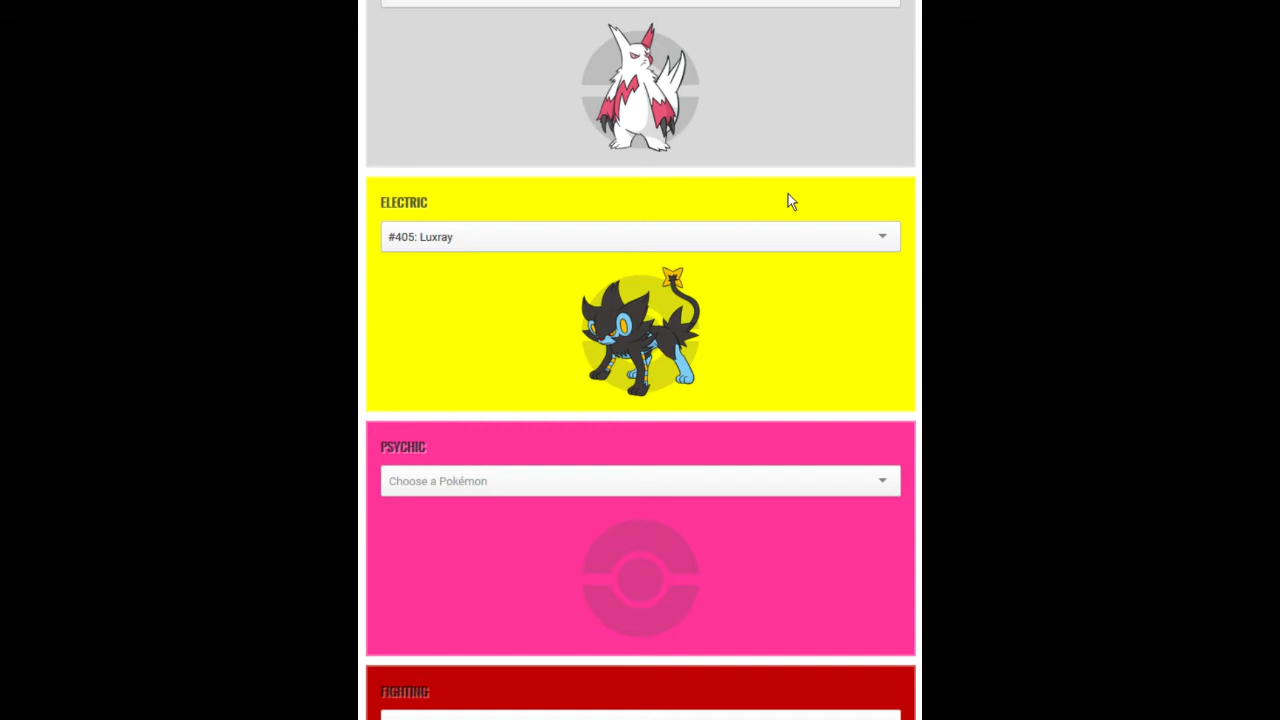 ELECTRIC
#405: Luxray
PSYCHIC
Choose a Pokémon
FIGHTING